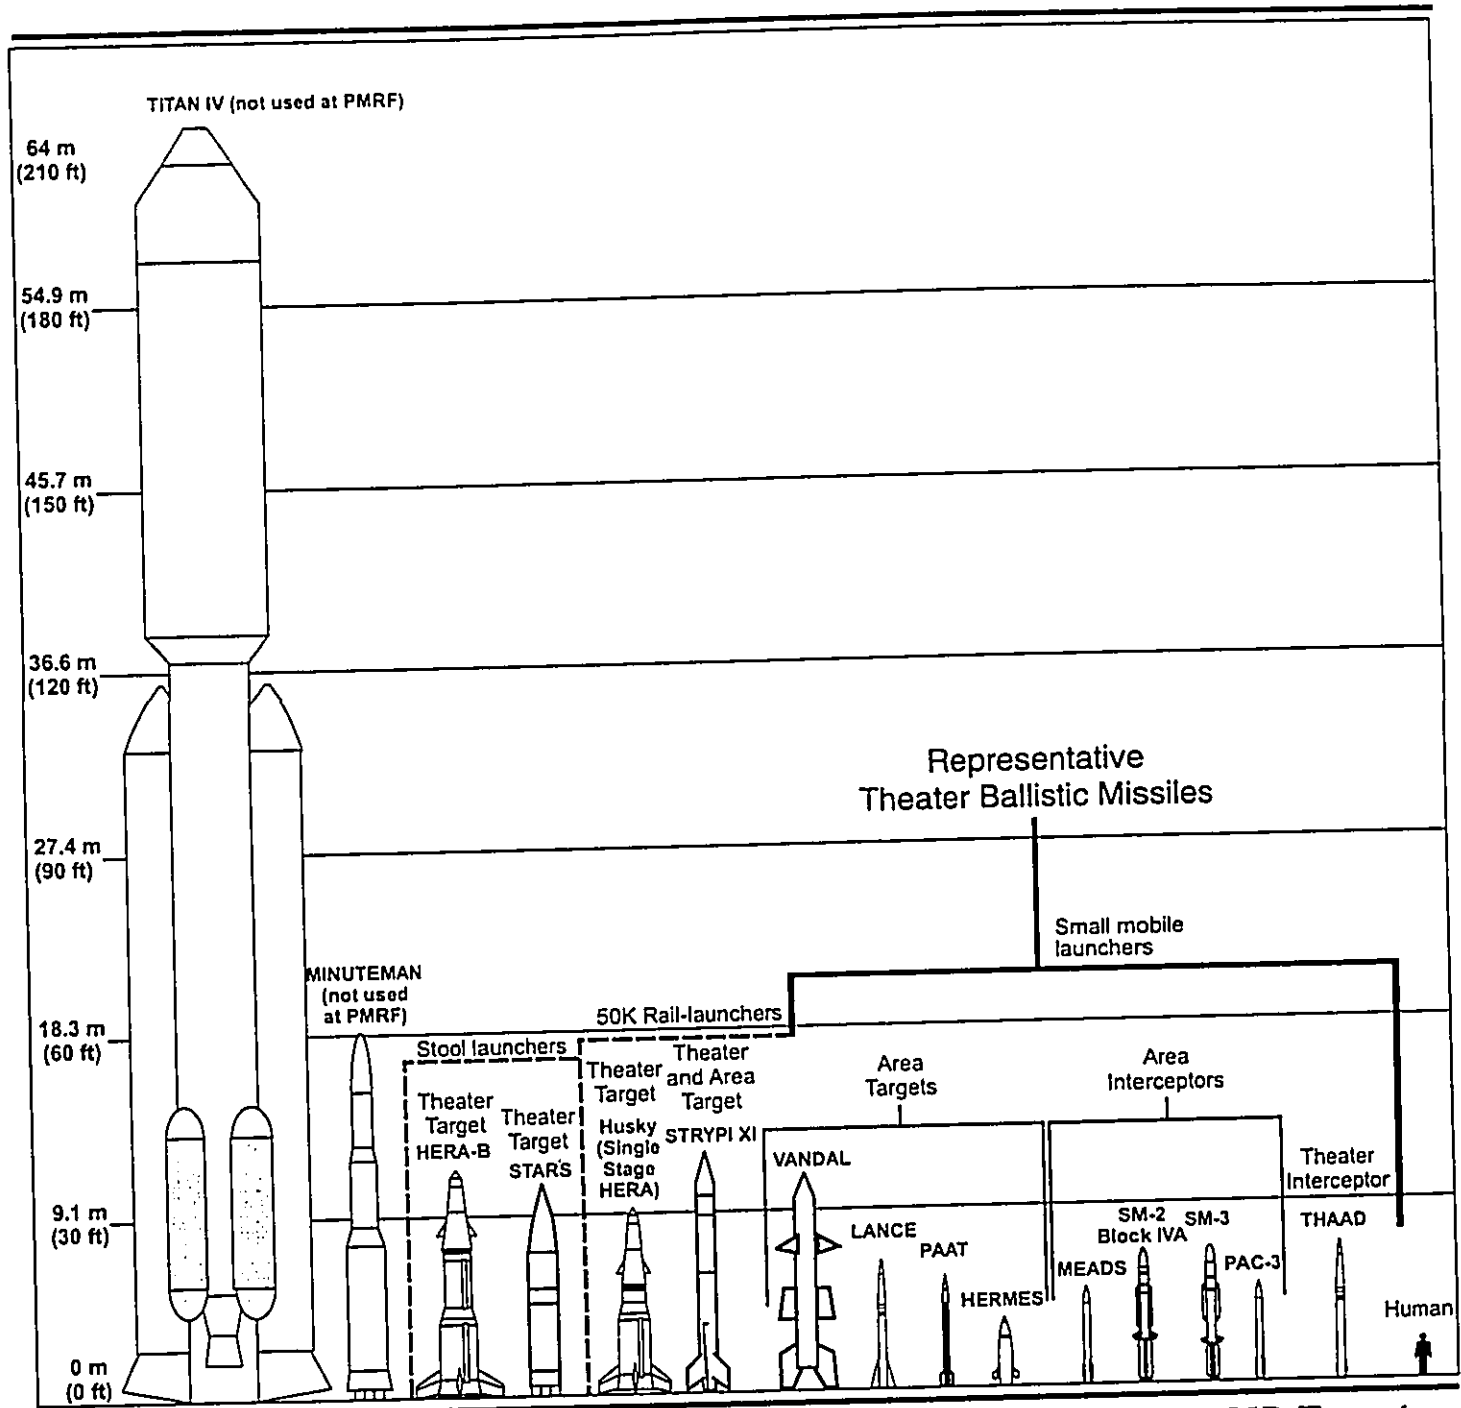 TITAN IV (not used at PMRF)
64 m
(210 ft)
54.9 m
(180 ft)
45.7 m
(150 ft)
36.6 m
(120 ft)
27.4 m
(90 ft)
18.3 m
(60 ft)
9.1 m
(30 ft)
0 m
(0 ft)
Representative
Theater Ballistic Missiles
Small mobile
launchers
MINUTEMAN
(not used
at PMRF)
50K Rail-launchers
Stool launchers
Theater
Target
HERA-B
Theater
Target
STARS
Theater
Target
Husky
(Single
Stage
HERA)
Theater
and Area
Target
STRYPI XI
Area
Targets
VANDAL
LANCE
PAAT
HERMES
Area
Interceptors
MEADS
SM-2
Block IVA
SM-3
PAC-3
Theater
Interceptor
THAAD
Human